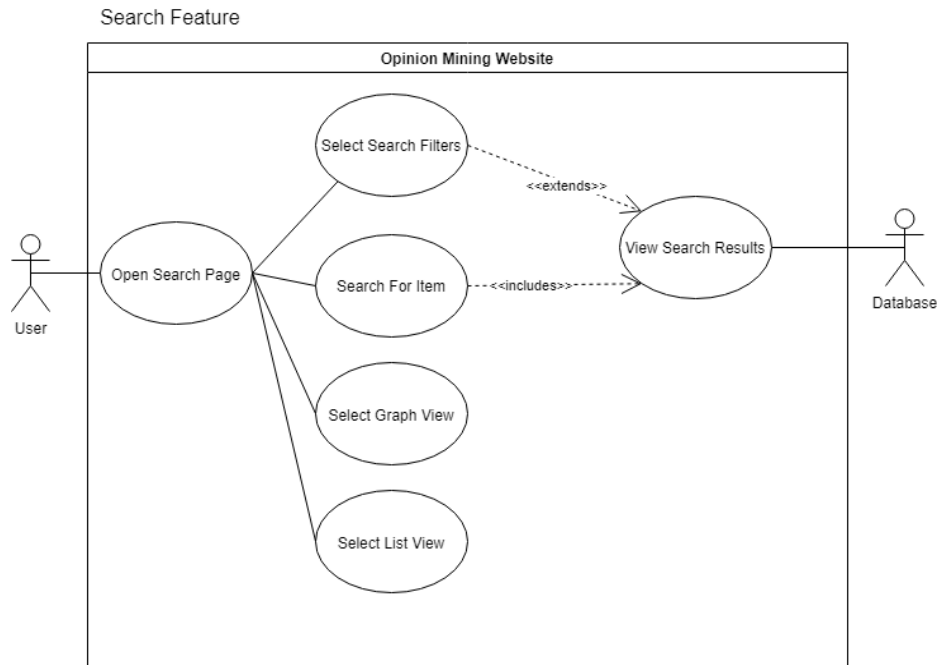 Search Feature
Opinion Mining Website
Select Search Filters
<<extends>>
View Search Results
Open Search Page
Search For Item
<<includes>>
User
Database
Select Graph View
Select List View